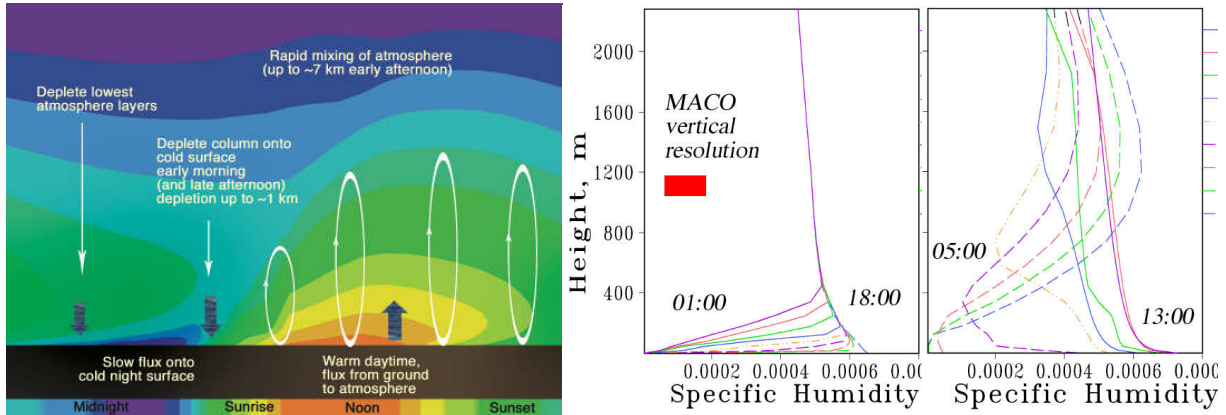 Rapid mixing of atmosphere
(up to ~7 km early afternoon)
Deplete lowest
atmosphere layers
Deplete column onto
cold surface
early morning
(and late afternoon)
depletion up to ~1 km
Slow flux onto
cold night surface
Warm daytime,
flux from ground
to atmosphere
Midnight
Sunrise
Noon
Sunset
Height, m
2000
1600
1200
800
400
MACO
vertical
resolution
01:00
18:00
0.0002
0.0004
0.0006
Specific Humidity
05:00
13:00
0.0002
0.0004
0.0006
Specific Humidity